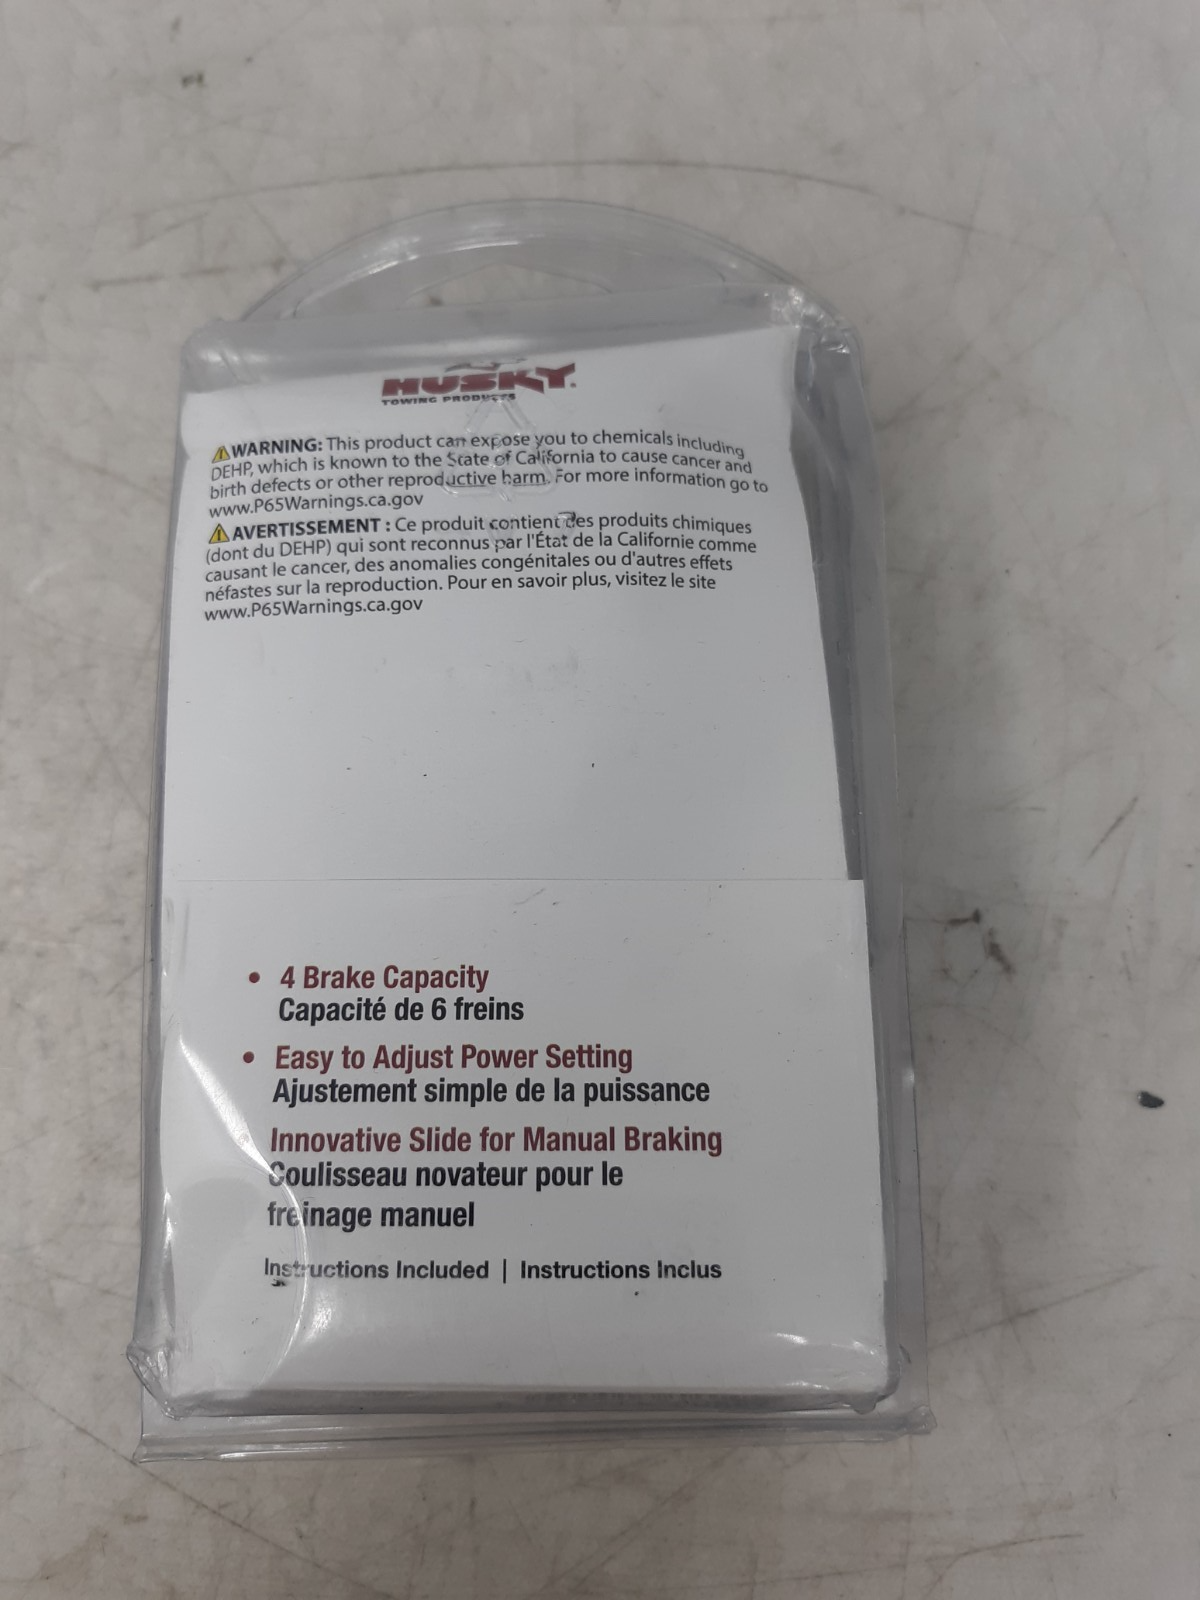 HUSKY
TOWING PRODUCTS
WARNING: This product can expose you to chemicals including
DEHP, which is known to the State of California to cause cancer and
birth defects or other reproductive harm. For more information go to
www.P65Warnings.ca.gov
AVERTISSEMENT : Ce produit contient des produits chimiques
(dont du DEHP) qui sont reconnus par l'État de la Californie comme
causant le cancer, des anomalies congénitales ou d'autres effets
néfastes sur la reproduction. Pour en savoir plus, visitez le site
www.P65Warnings.ca.gov
• 4 Brake Capacity
Capacité de 6 freins
• Easy to Adjust Power Setting
Ajustement simple de la puissance
Innovative Slide for Manual Braking
Coulisseau novateur pour le
freinage manuel
Instructions Included | Instructions Inclus